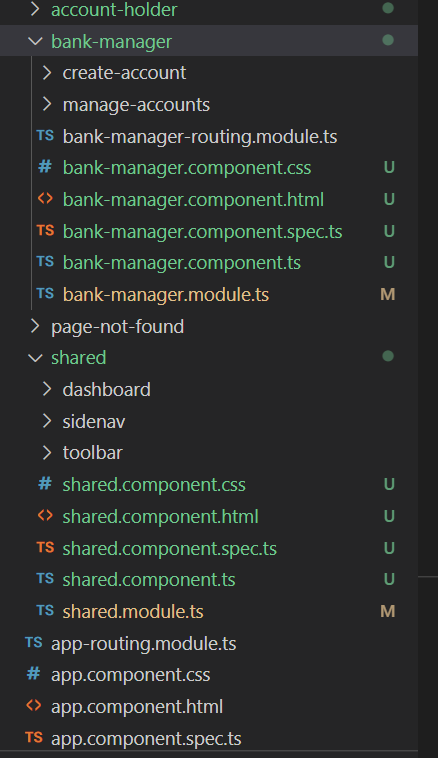 account-holder
bank-manager
create-account
manage-accounts
TS bank-manager-routing.module.ts
# bank-manager.component.css U
<> bank-manager.component.html U
TS bank-manager.component.spec.ts U
TS bank-manager.component.ts U
TS bank-manager.module.ts M
page-not-found
shared
dashboard
sidenav
toolbar
# shared.component.css U
<> shared.component.html U
TS shared.component.spec.ts U
TS shared.component.ts U
TS shared.module.ts M
TS app-routing.module.ts
# app.component.css
<> app.component.html
TS app.component.spec.ts